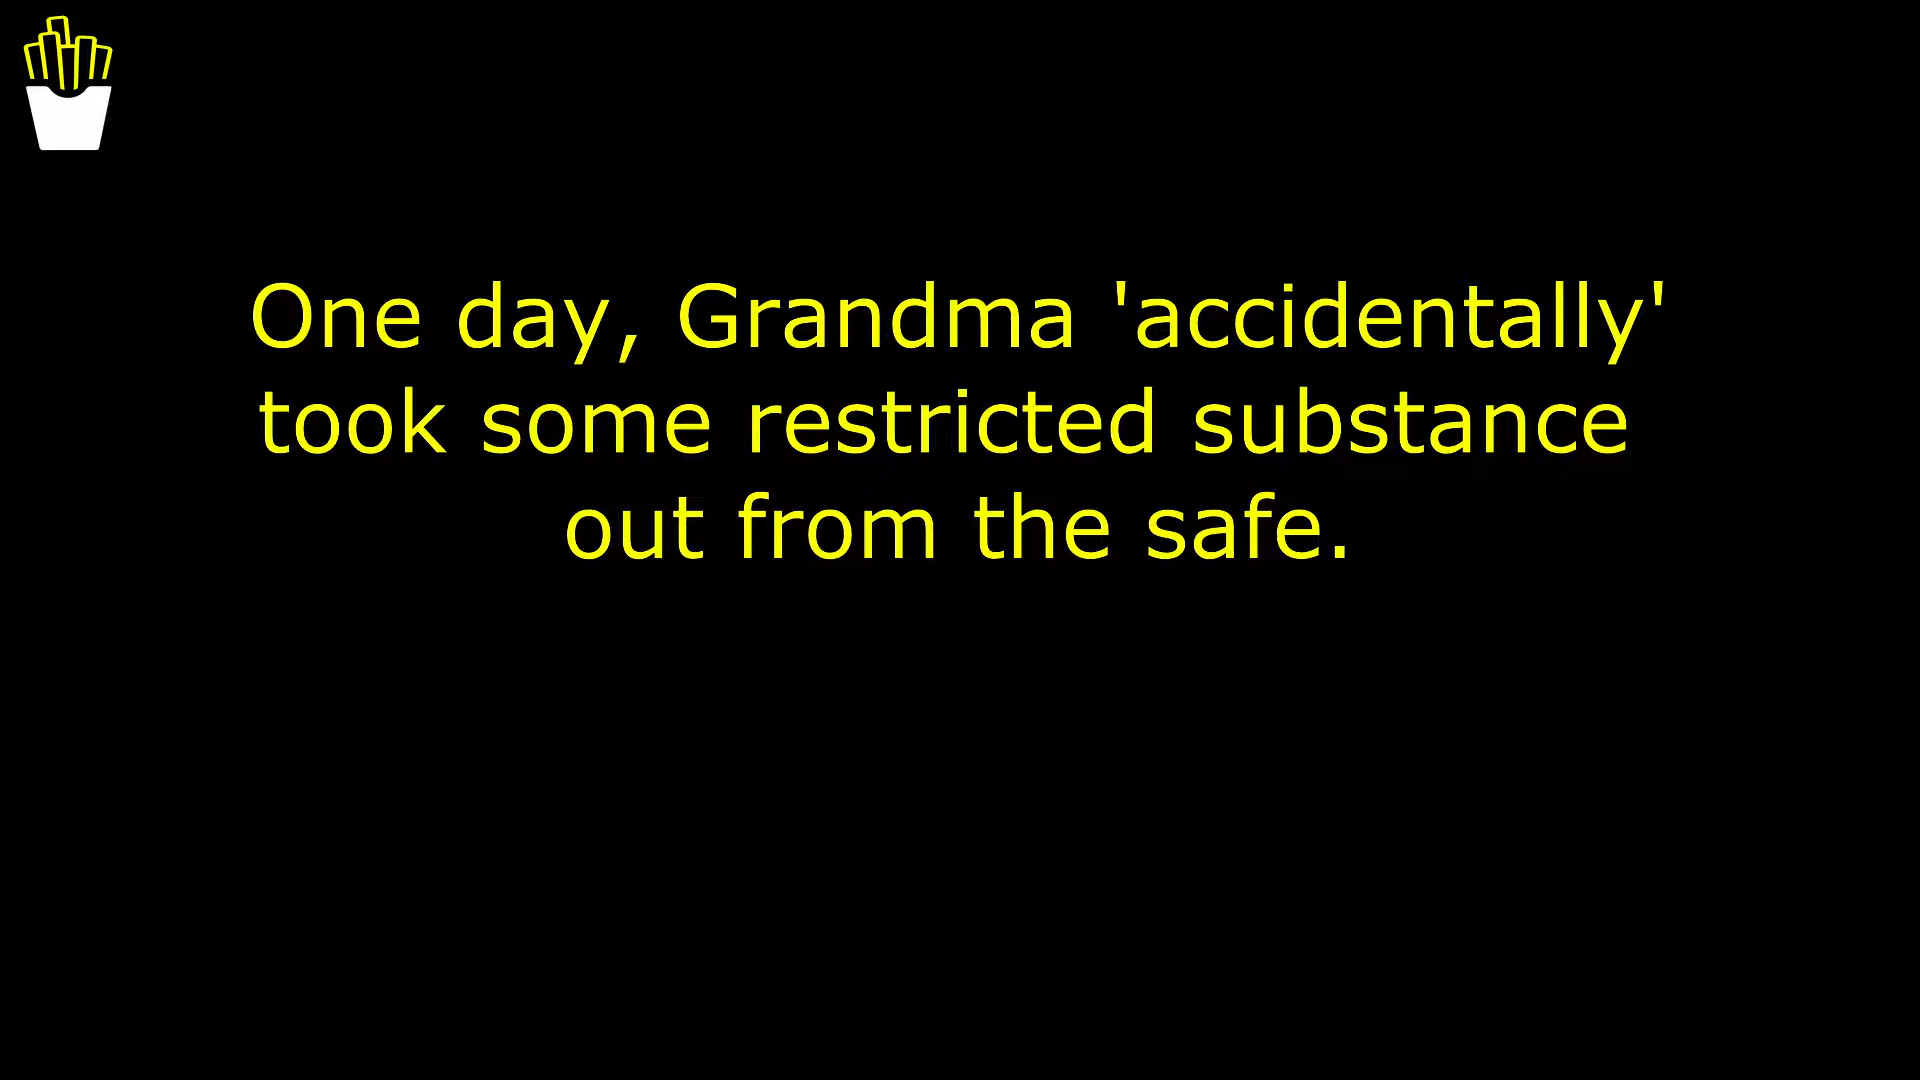 One day, Grandma 'accidentally'
took some restricted substance
out from the safe.